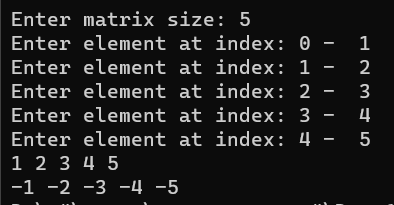 Enter matrix size: 5
Enter element at index: 0 -  1
Enter element at index: 1 -  2
Enter element at index: 2 -  3
Enter element at index: 3 -  4
Enter element at index: 4 -  5
1 2 3 4 5
-1 -2 -3 -4 -5